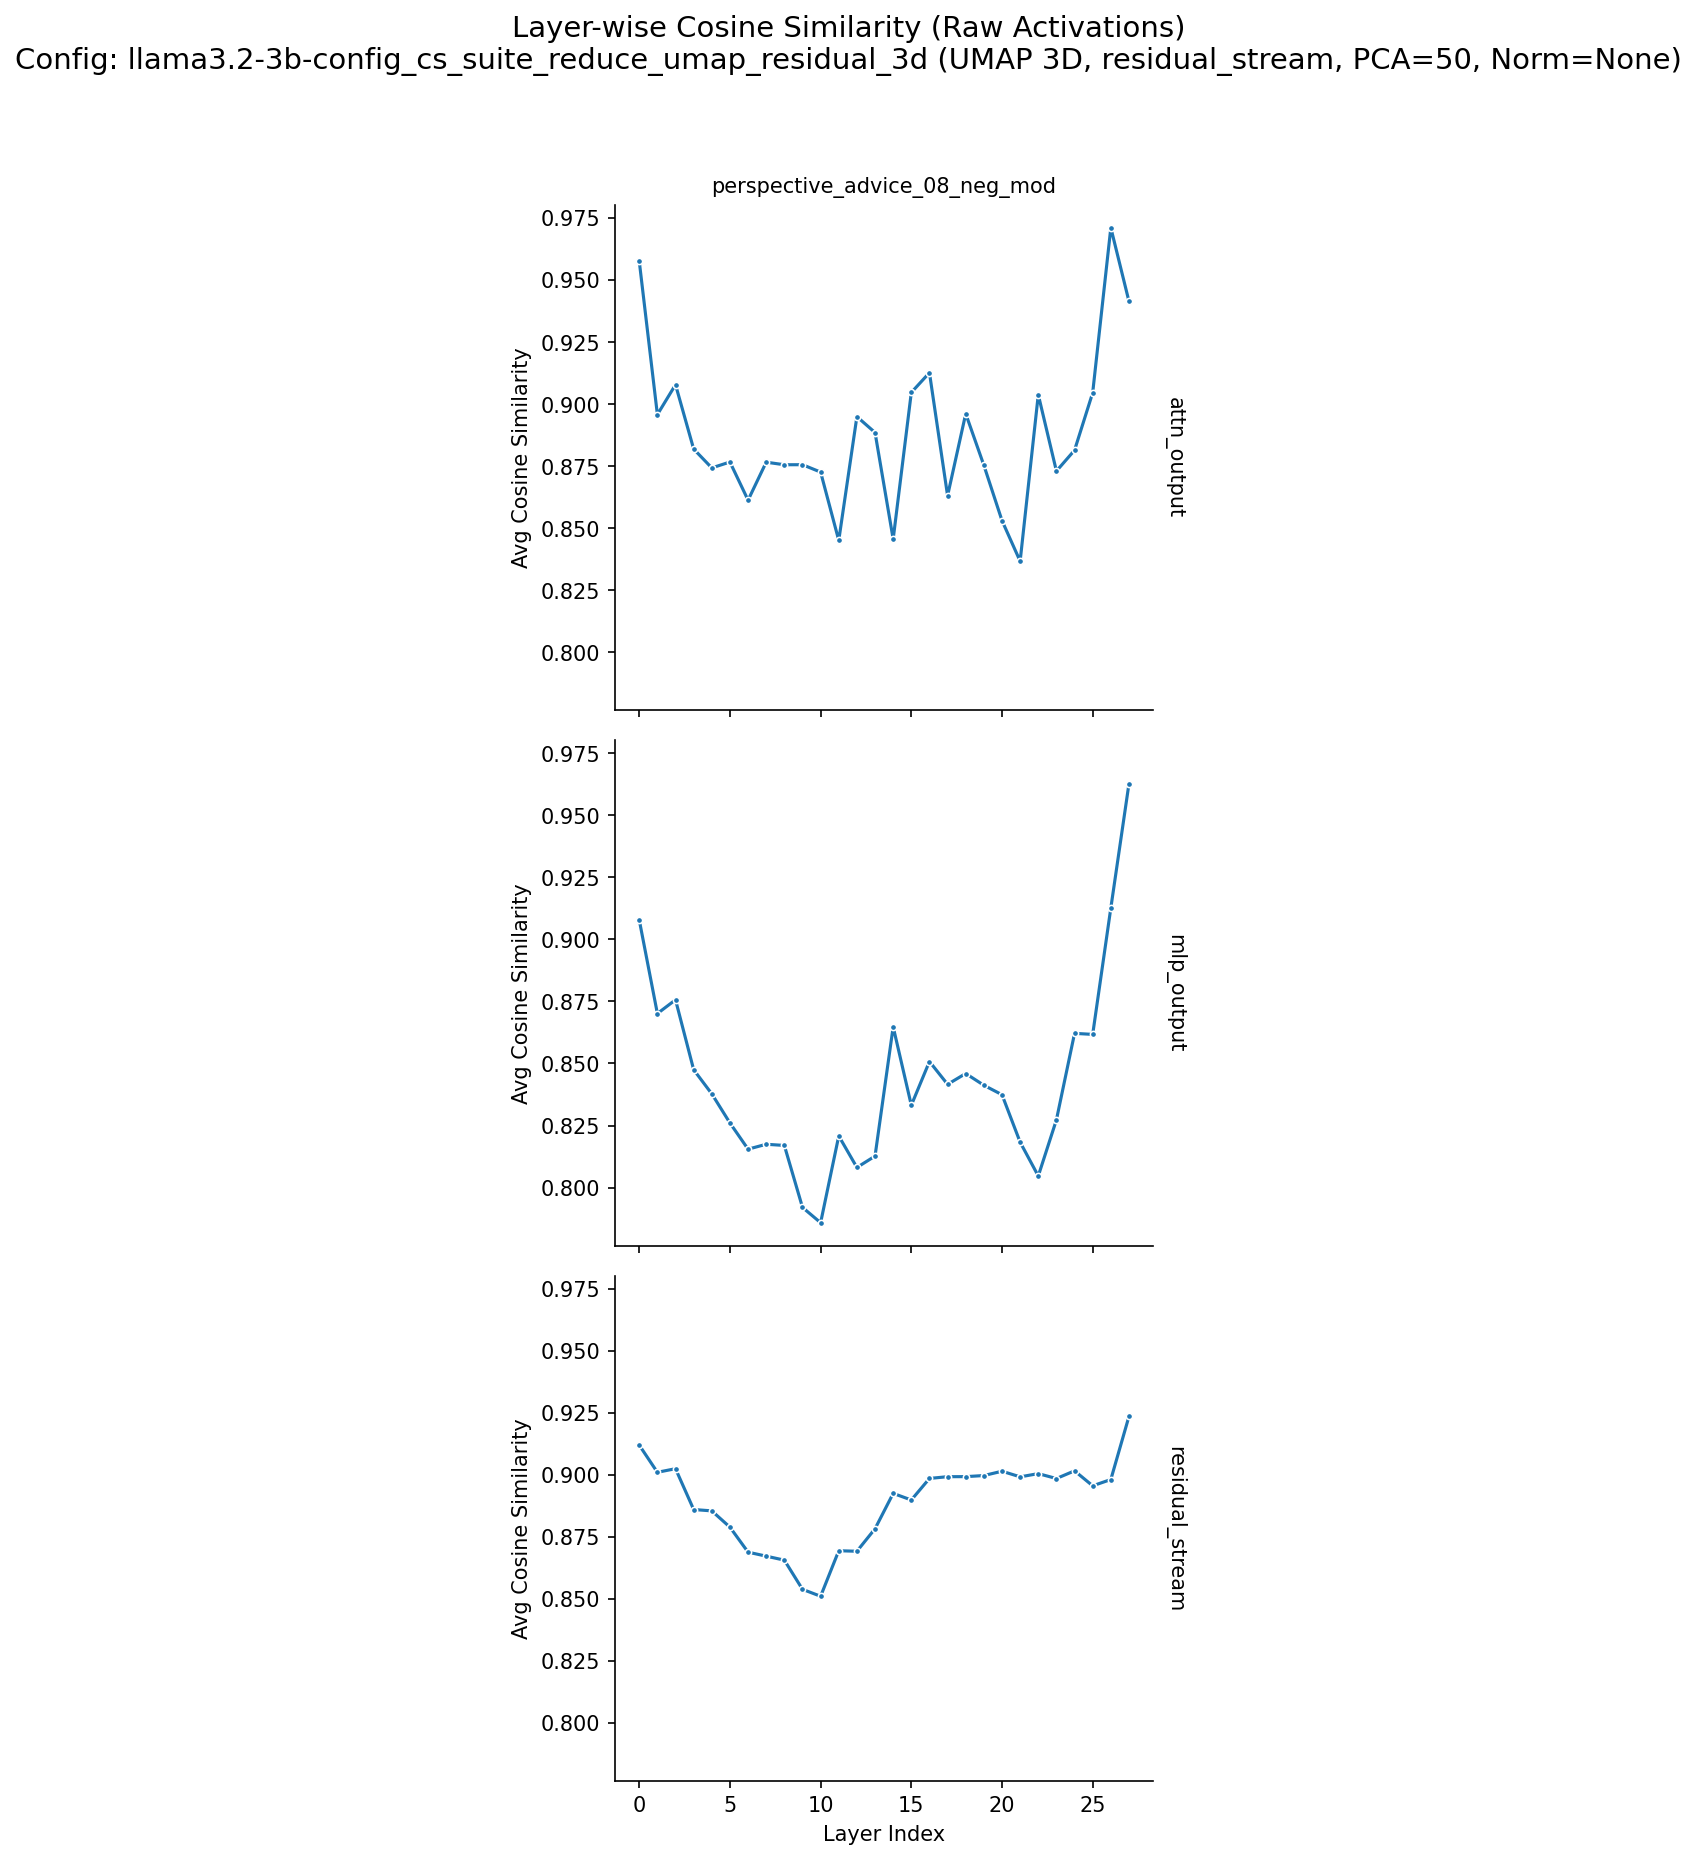 Layer-wise Cosine Similarity (Raw Activations)
Config: llama3.2-3b-config_cs_suite_reduce_umap_residual_3d (UMAP 3D, residual_stream, PCA=50, Norm=None)
perspective_advice_08_neg_mod
0.975
0.950
0.925
0.900
0.875
0.850
0.825
0.800
Avg Cosine Similarity
attn_output
0.975
0.950
0.925
0.900
0.875
0.850
0.825
0.800
Avg Cosine Similarity
mlp_output
0.975
0.950
0.925
0.900
0.875
0.850
0.825
0.800
Avg Cosine Similarity
residual_stream
0 5 10 15 20 25
Layer Index